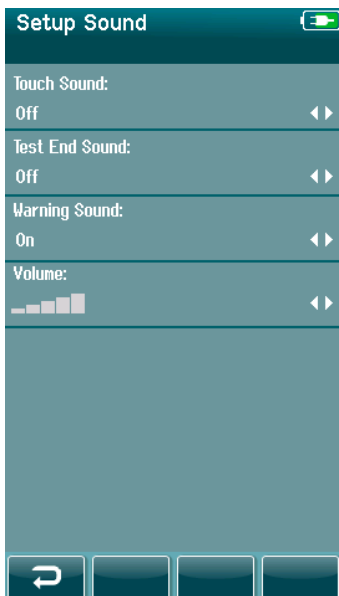 Setup Sound
Touch Sound:
Off
Test End Sound:
Off
Warning Sound:
On
Volume: